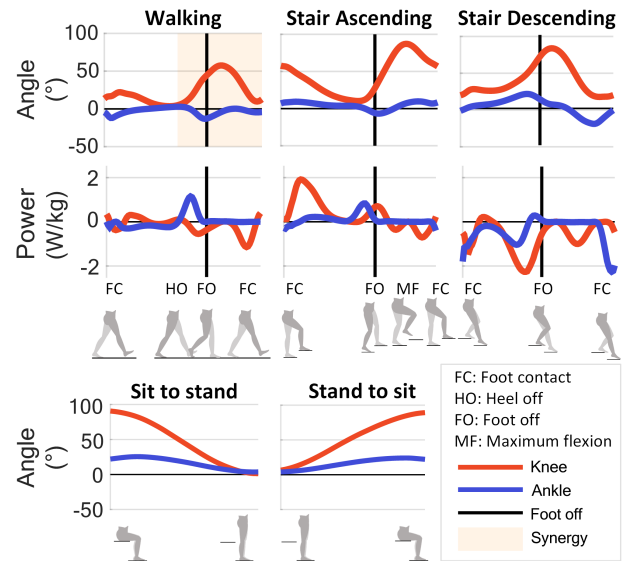 Walking Stair Ascending Stair Descending
Angle (°)
100
50
0
-50
Power (W/kg)
2
0
-2
FC HO FO FC FC FO MF FC FC FO FC
Sit to stand Stand to sit
Angle (°)
100
50
0
-50
FC: Foot contact
HO: Heel off
FO: Foot off
MF: Maximum flexion
Knee
Ankle
Foot off
Synergy